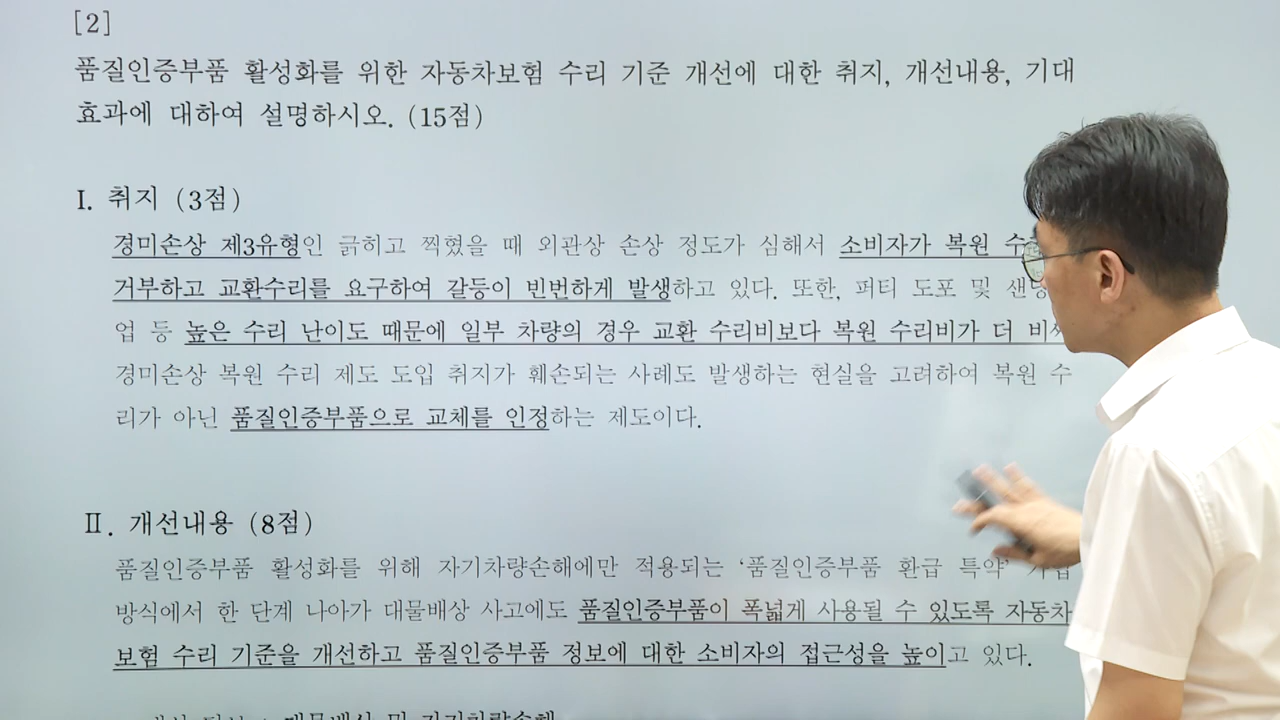 [2]
품질인증부품 활성화를 위한 자동차보험 수리 기준 개선에 대한 취지, 개선내용, 기대
효과에 대하여 설명하시오. (15점)
Ⅰ. 취지 (3점)
경미손상 제3유형인 긁히고 찍혔을 때 외관상 손상 정도가 심해서 소비자가 복원
거부하고 교환수리를 요구하여 갈등이 빈번하게 발생하고 있다. 또한, 퍼티 도포 및
업 등 높은 수리 난이도 때문에 일부 차량의 경우 교환 수리비보다 복원 수리비가 더
경미손상 복원 수리 제도 도입 취지가 훼손되는 사례도 발생하는 현실을 고려하여 복원 수
리가 아닌 품질인증부품으로 교체를 인정하는 제도이다.
Ⅱ. 개선내용 (8점)
품질인증부품 활성화를 위해 자기차량손해에만 적용되는 ‘품질인증부품 환급 특약’
방식에서 한 단계 나아가 대물배상 사고에도 품질인증부품이 폭넓게 사용될 수 있도록 자동차
보험 수리 기준을 개선하고 품질인증부품 정보에 대한 소비자의 접근성을 높이고 있다.
대물배상 및 자기차량손해